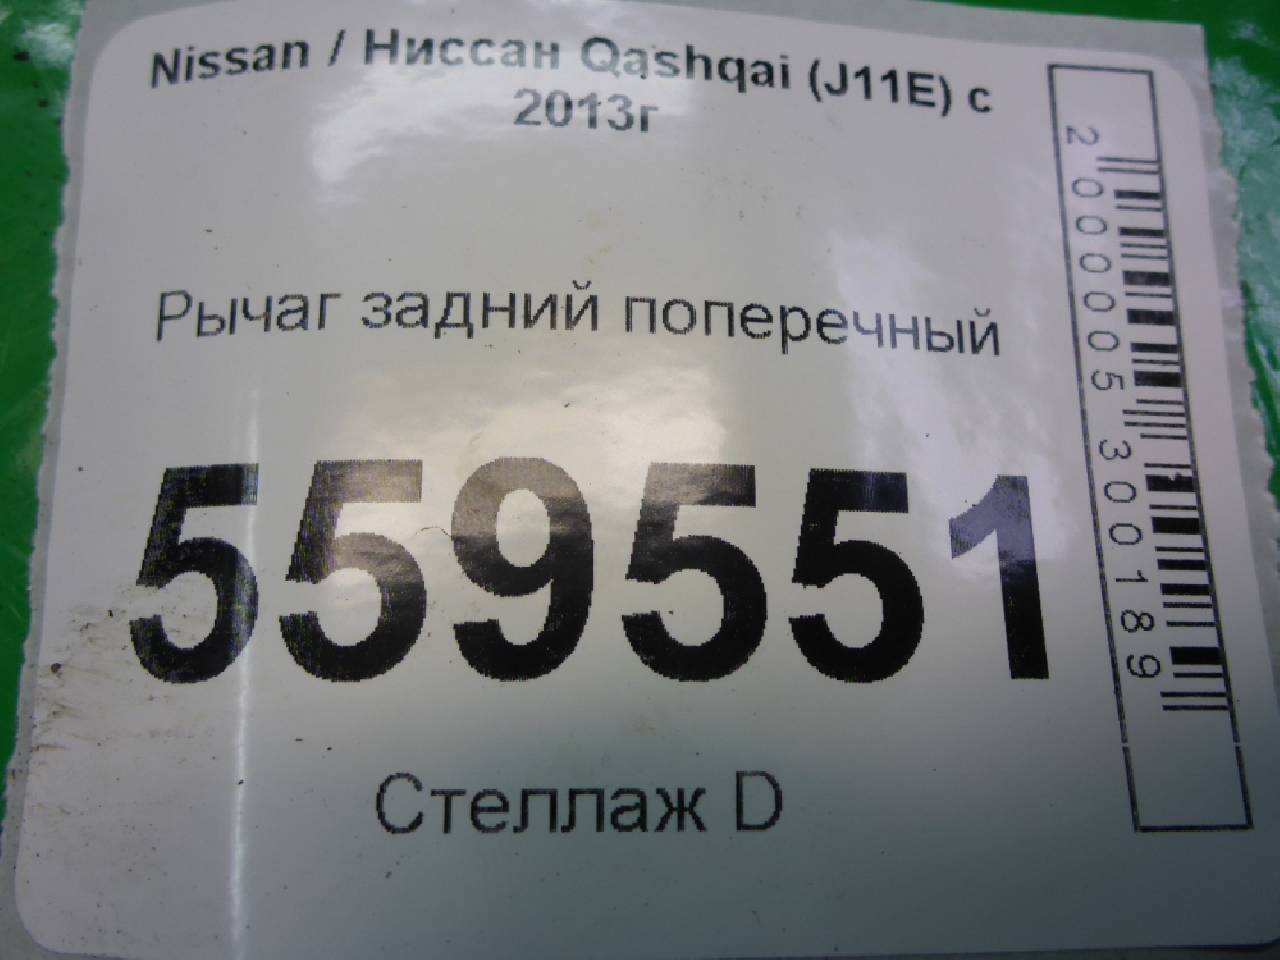 Nissan / Ниссан Qashqai (J11E) с
2013г
Рычаг задний поперечный
559551
Стеллаж D
2000005300189